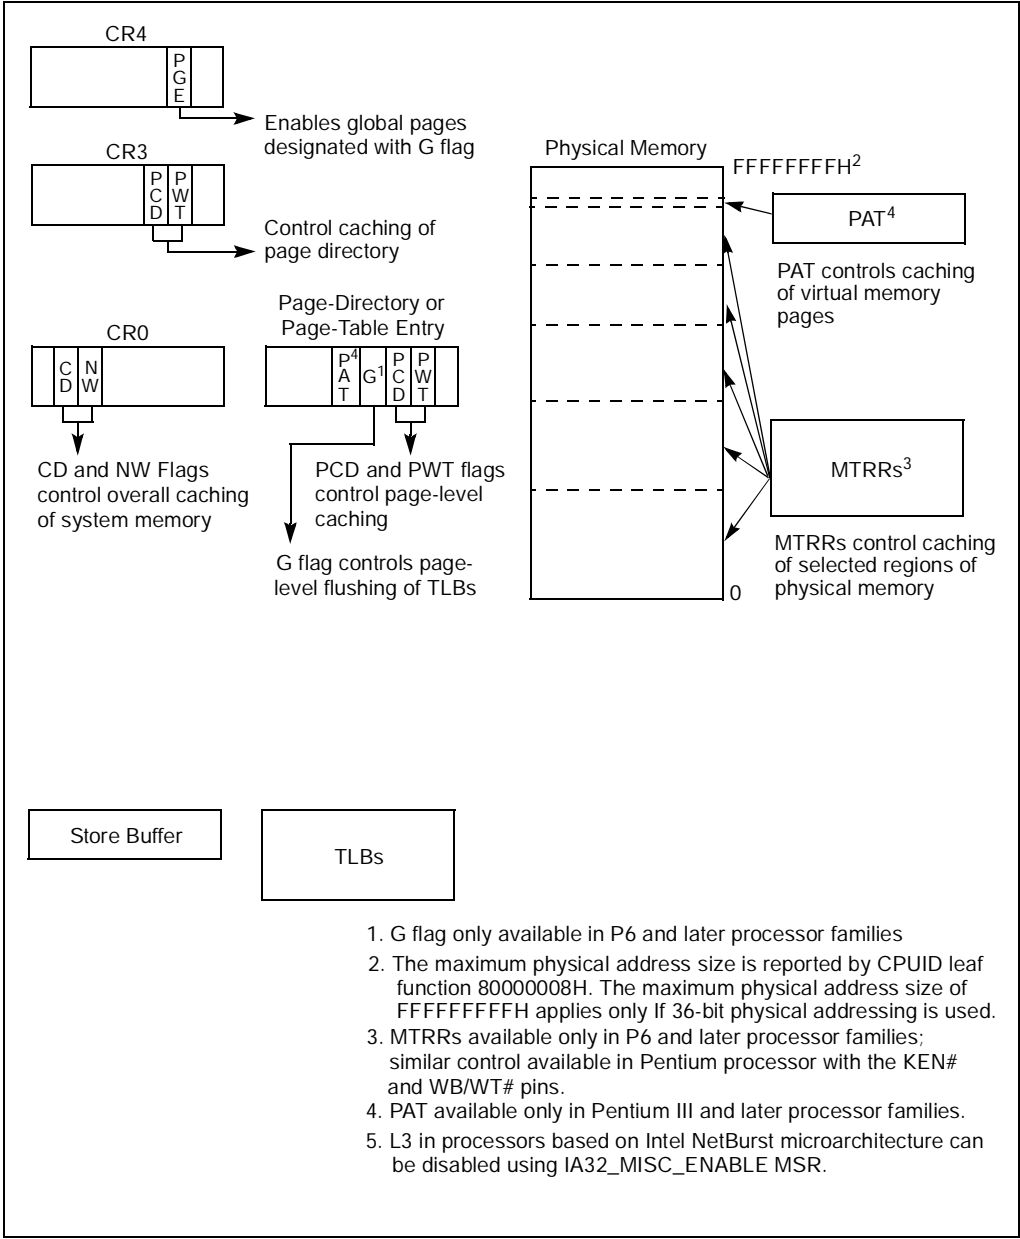 CR4
PGE
Enables global pages
designated with G flag
CR3
PCD PWT
Control caching of
page directory
Physical Memory
FFFFFFFFH2
PAT4
PAT controls caching
of virtual memory
pages
CR0
CD NW
CD and NW Flags
control overall caching
of system memory
Page-Directory or
Page-Table Entry
PAT4 G1 PCD PWT
PCD and PWT flags
control page-level
caching
G flag controls page-
level flushing of TLBs
MTRRs3
MTRRs control caching
of selected regions of
physical memory
0
Store Buffer
TLBs
1. G flag only available in P6 and later processor families
2. The maximum physical address size is reported by CPUID leaf
function 80000008H. The maximum physical address size of
FFFFFFFFFH applies only If 36-bit physical addressing is used.
3. MTRRs available only in P6 and later processor families;
similar control available in Pentium processor with the KEN#
and WB/WT# pins.
4. PAT available only in Pentium III and later processor families.
5. L3 in processors based on Intel NetBurst microarchitecture can
be disabled using IA32_MISC_ENABLE MSR.